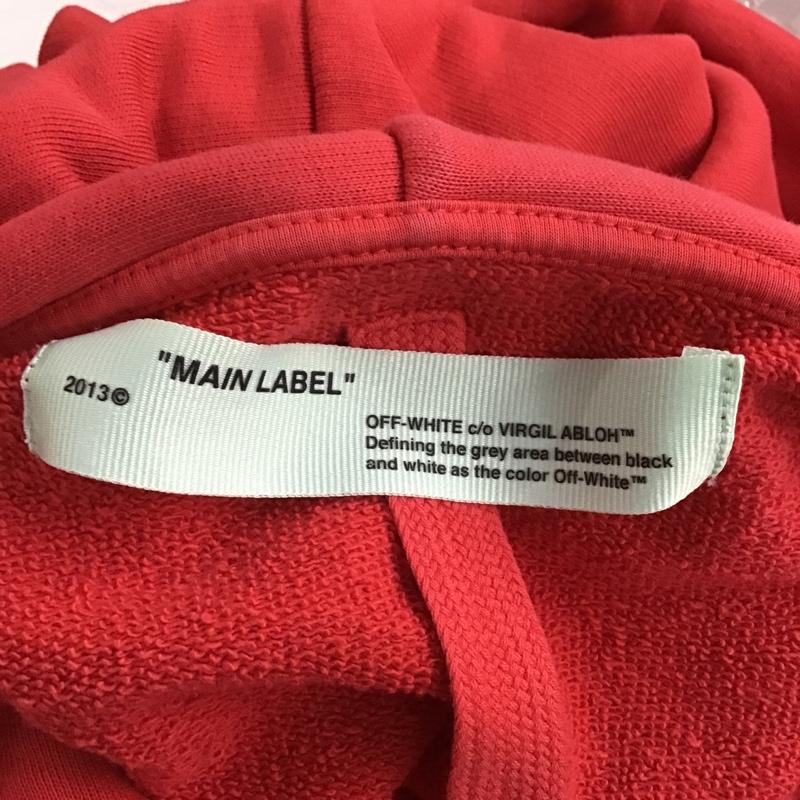 "MAIN LABEL"
2013©
OFF-WHITE c/o VIRGIL ABLOH™
Defining the grey area between black
and white as the color Off-White™